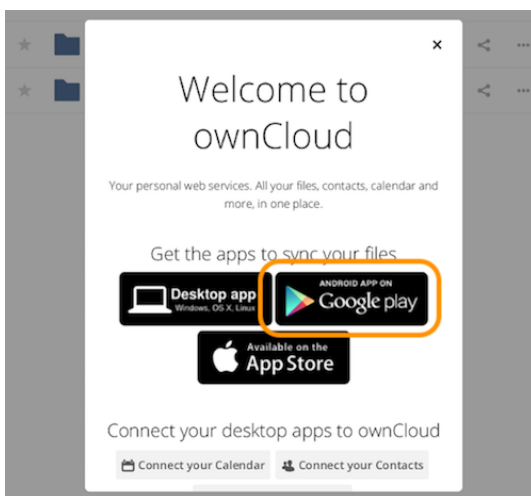 Welcome to
ownCloud
Your personal web services. All your files, contacts, calendar and
more, in one place.
Get the apps to sync your files
Desktop app
Windows, OS X, Linux
ANDROID APP ON
Google play
Available on the
App Store
Connect your desktop apps to ownCloud
Connect your Calendar
Connect your Contacts